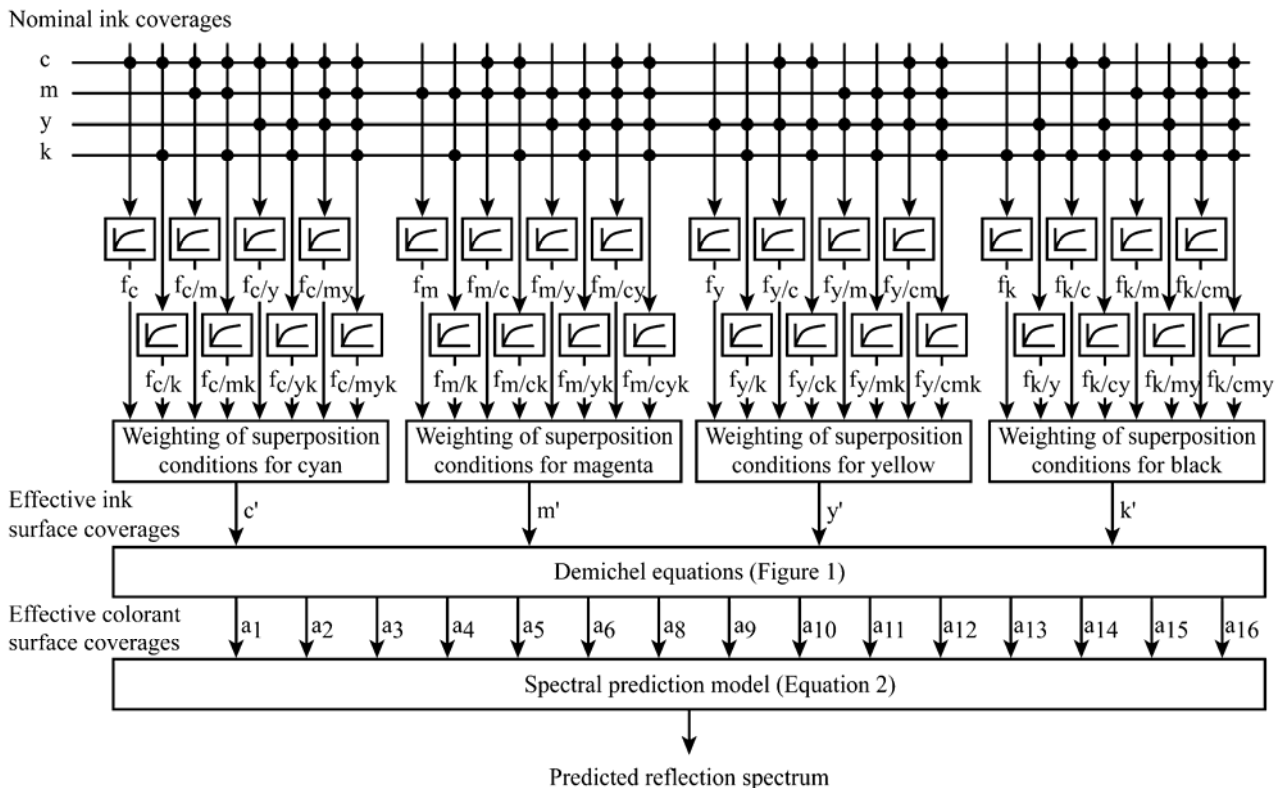 Nominal ink coverages
c
m
y
k
fc fc/m fc/y fc/my fm fm/c fm/y fm/cy fy fy/c fy/m fy/cm fk fk/c fk/m fk/cm
fc/k fc/mk fc/yk fc/myk fm/k fm/ck fm/yk fm/cyk fy/k fy/ck fy/mk fy/cmk fk/y fk/cy fk/my fk/cmy
Weighting of superposition conditions for cyan
Weighting of superposition conditions for magenta
Weighting of superposition conditions for yellow
Weighting of superposition conditions for black
Effective ink
surface coverages
c' m' y' k'
Demichel equations (Figure 1)
Effective colorant
surface coverages
a1 a2 a3 a4 a5 a6 a8 a9 a10 a11 a12 a13 a14 a15 a16
Spectral prediction model (Equation 2)
Predicted reflection spectrum